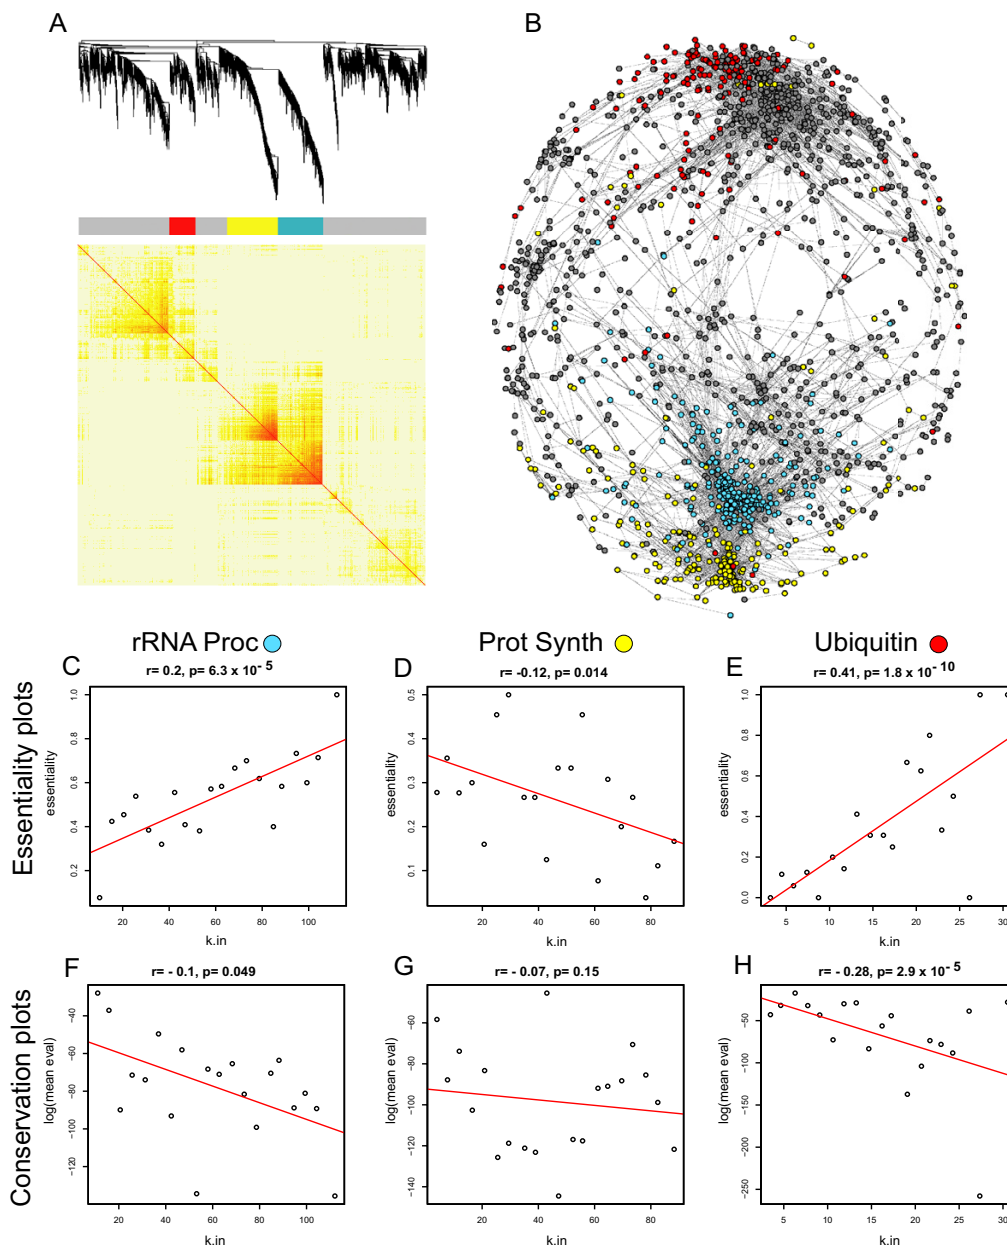 A
B
rRNA Proc
Prot Synth
Ubiquitin
Essentiality plots
C
r= 0.2, p= 6.3 x 10^-5
essentiality
1.0
0.8
0.6
0.4
0.2
20 40 60 80 100
k.in
D
r= -0.12, p= 0.014
essentiality
0.5
0.4
0.3
0.2
0.1
20 40 60 80
k.in
E
r= 0.41, p= 1.8 x 10^-10
essentiality
1.0
0.8
0.6
0.4
0.2
0.0
5 10 15 20 25 30
k.in
Conservation plots
F
r= - 0.1, p= 0.049
log(mean eval)
-40
-60
-80
-100
-120
20 40 60 80 100
k.in
G
r= - 0.07, p= 0.15
log(mean eval)
-60
-80
-100
-120
-140
20 40 60 80
k.in
H
r= - 0.28, p= 2.9 x 10^-5
log(mean eval)
-50
-100
-150
-200
-250
5 10 15 20 25 30
k.in